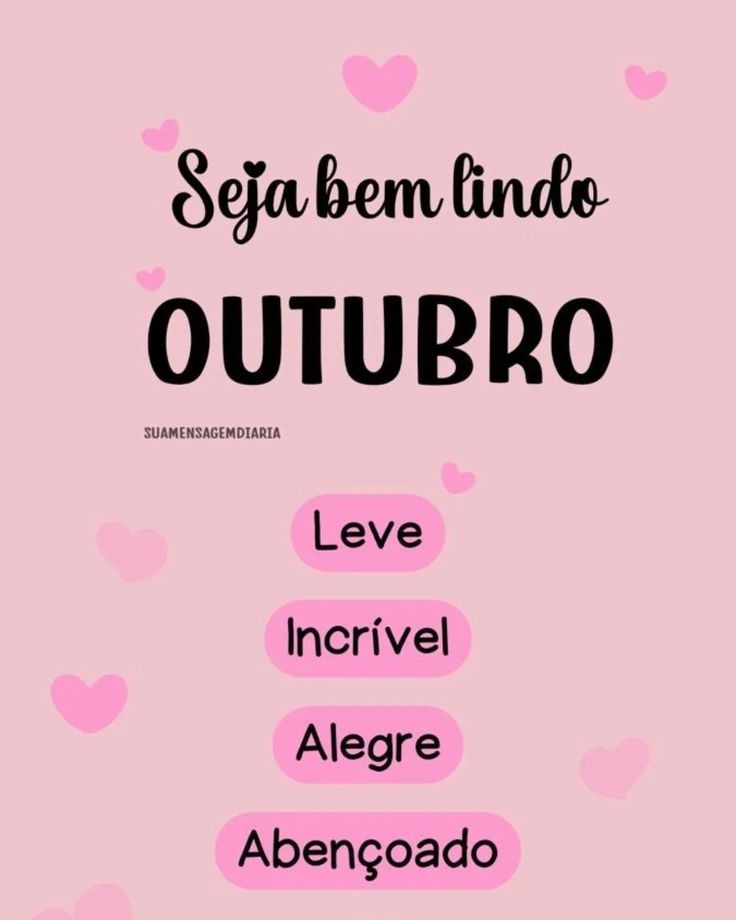 Seja bem lindo
OUTUBRO
SUAMENSAGEMDIARIA
Leve
Incrível
Alegre
Abençoado